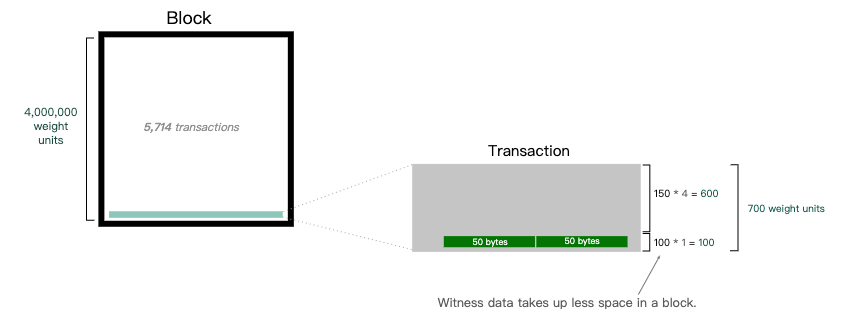 Block
4,000,000
weight
units
5,714 transactions
Transaction
150 * 4 = 600
700 weight units
50 bytes
50 bytes
100 * 1 = 100
Witness data takes up less space in a block.